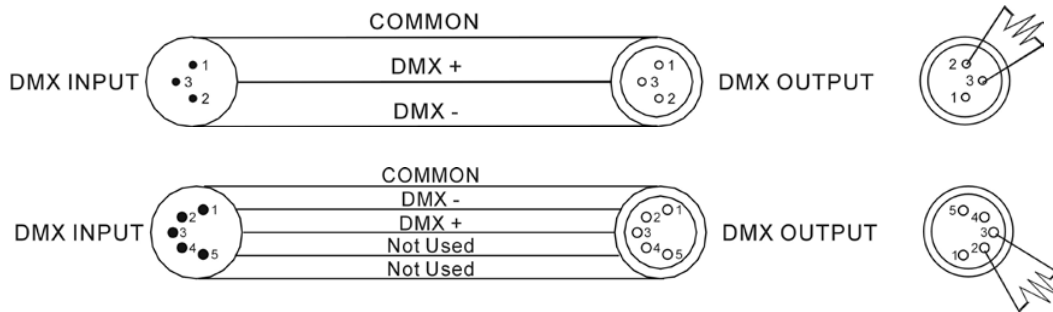 COMMON
DMX INPUT
1
3
2
DMX +
DMX -
1
3
2
DMX OUTPUT
2
3
1
COMMON
DMX -
DMX +
Not Used
Not Used
DMX INPUT
1
2
3
4
5
1
2
3
4
5
DMX OUTPUT
5
4
3
2
1